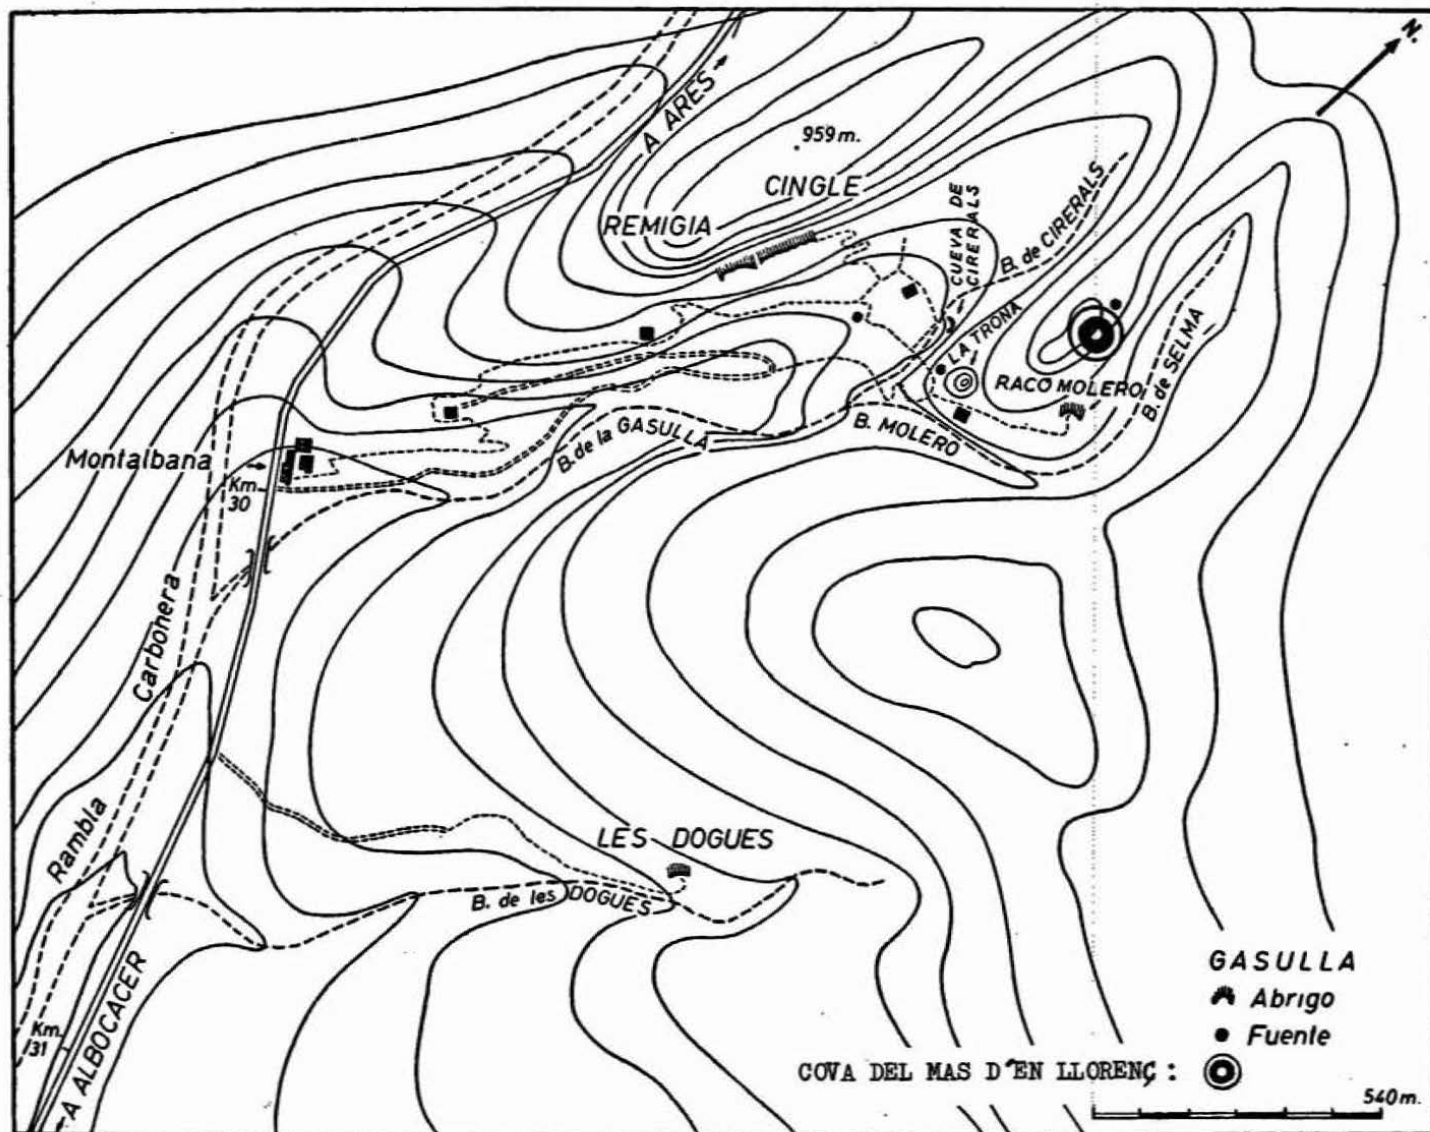 N.
A ARES
959 m.
CINGLE
REMIGIA
CUEVA DE
CIRERALS
B. de CIRERALS
LA TRONA
RACO MOLERO
B. de SELMA
B. MOLERO
B. de la GASULLA
Montalbana
Km.
30
Carbonera
Rambla
LES DOGUES
B. de les DOGUES
Km.
31
A ALBOCACER
GASULLA
Abrigo
Fuente
COVA DEL MAS D´EN LLORENÇ :
540 m.